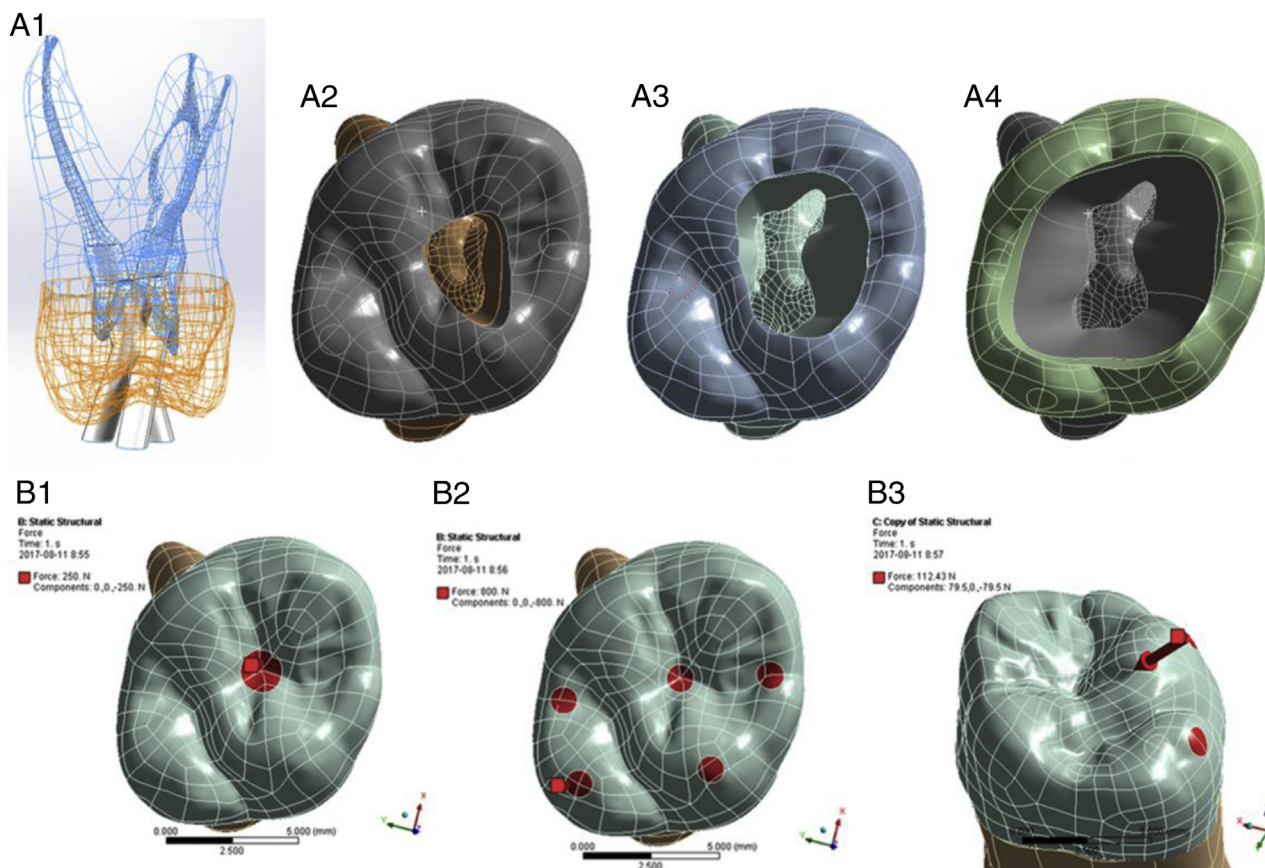 A1
A2
A3
A4
B1
B: Static Structural
Force
Time: 1. s
2017-08-11 8:55
Force: 250. N
Components: 0.,0.,-250. N
0.000
5.000 (mm)
2.500
Y
X
Z
B2
B: Static Structural
Force
Time: 1. s
2017-08-11 8:56
Force: 800. N
Components: 0.,0.,-800. N
0.000
5.000 (mm)
2.500
Y
X
Z
B3
C: Copy of Static Structural
Force
Time: 1. s
2017-08-11 8:57
Force: 112.43 N
Components: 79.5,0.,-79.5 N
X